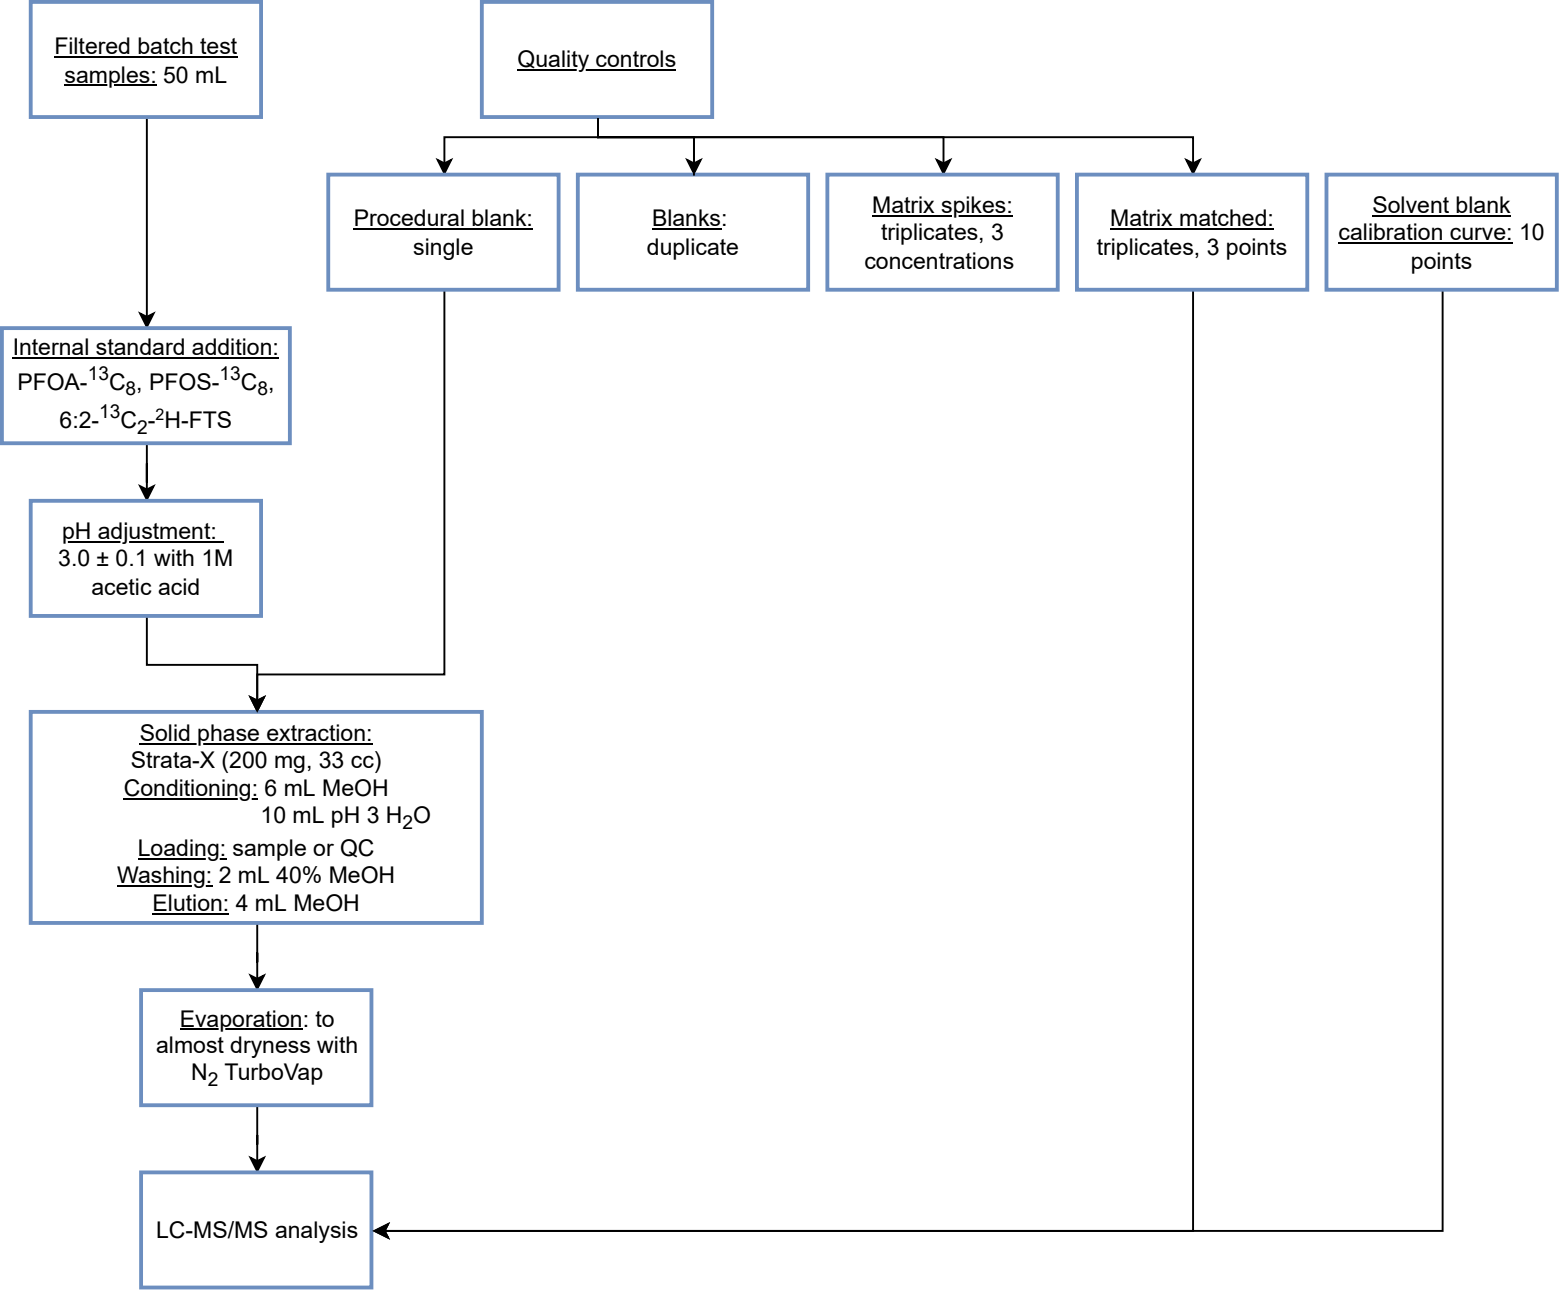 Filtered batch test
samples: 50 mL
Quality controls
Procedural blank:
single
Blanks:
duplicate
Matrix spikes:
triplicates, 3
concentrations
Matrix matched:
triplicates, 3 points
Solvent blank
calibration curve: 10
points
Internal standard addition:
PFOA-¹³C₈, PFOS-¹³C₈,
6:2-¹³C₂-²H-FTS
pH adjustment:
3.0 ± 0.1 with 1M
acetic acid
Solid phase extraction:
Strata-X (200 mg, 33 cc)
Conditioning: 6 mL MeOH
10 mL pH 3 H₂O
Loading: sample or QC
Washing: 2 mL 40% MeOH
Elution: 4 mL MeOH
Evaporation: to
almost dryness with
N₂ TurboVap
LC-MS/MS analysis